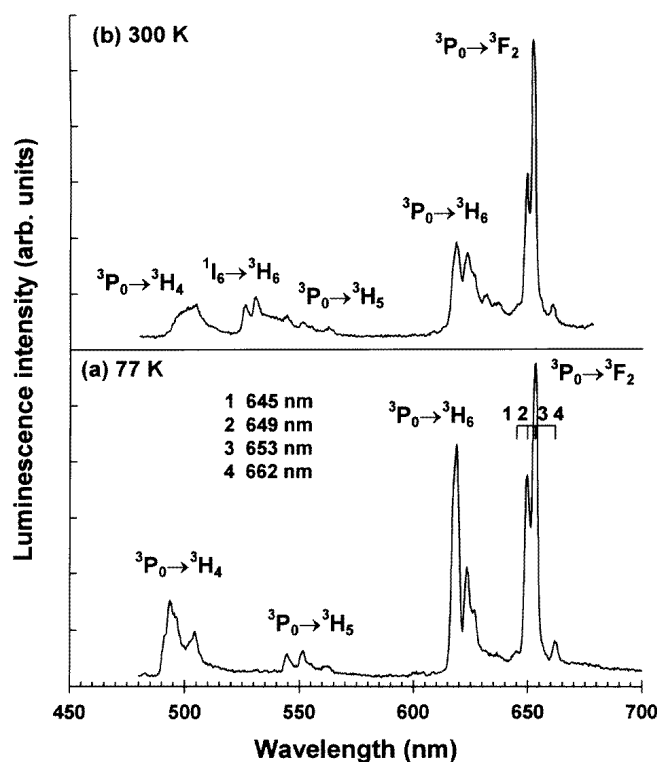 (b) 300 K
³P₀→³F₂
³P₀→³H₆
³P₀→³H₄
¹I₆→³H₆
³P₀→³H₅
(a) 77 K
³P₀→³F₂
1 645 nm
2 649 nm
3 653 nm
4 662 nm
³P₀→³H₆
1 2 3 4
³P₀→³H₄
³P₀→³H₅
Luminescence intensity (arb. units)
450 500 550 600 650 700
Wavelength (nm)